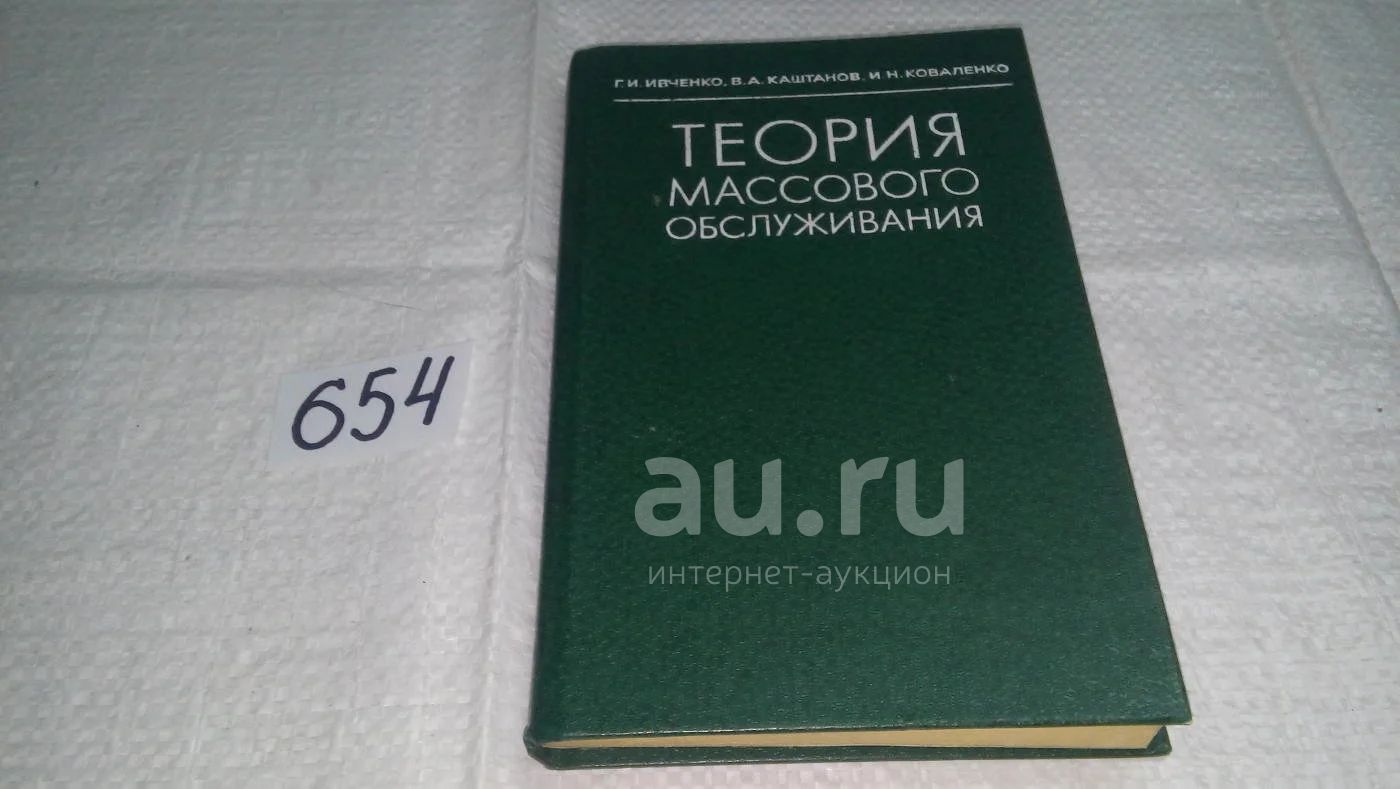 Г. И. ИВЧЕНКО, В. А. КАШТАНОВ, И. Н. КОВАЛЕНКО
ТЕОРИЯ
МАССОВОГО
ОБСЛУЖИВАНИЯ
654
au.ru
интернет-аукцион